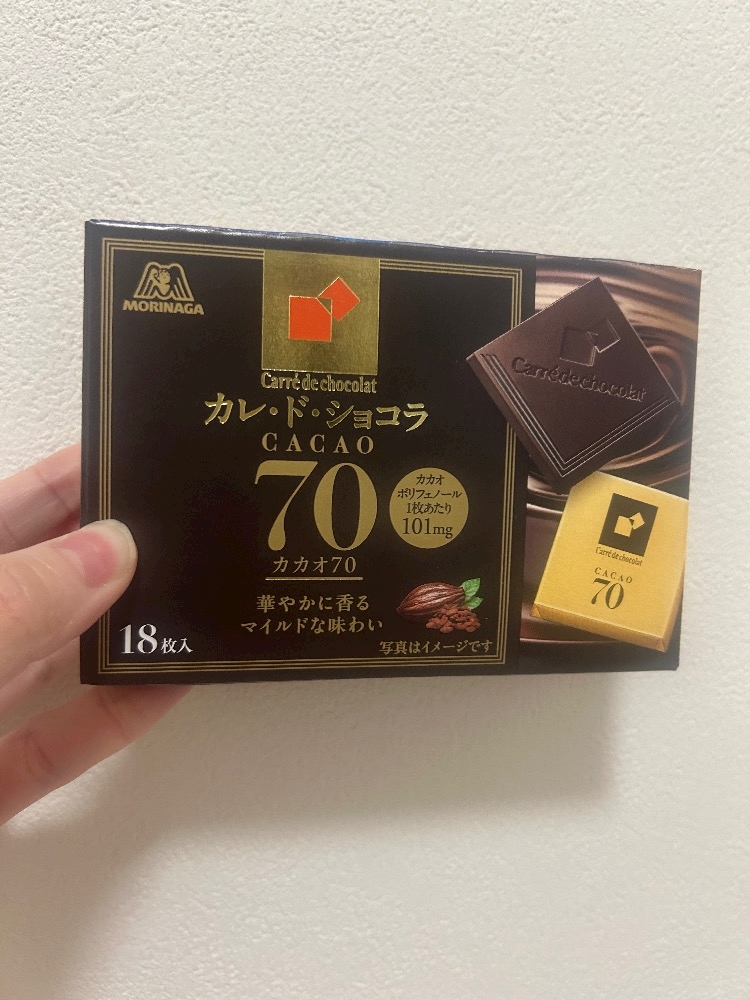 MORINAGA
Carré de chocolat
カレ・ド・ショコラ
CACAO
70
カカオ70
カカオ
ポリフェノール
1枚あたり
101mg
華やかに香る
マイルドな味わい
18枚入
写真はイメージです
Carré de chocolat
Carré de chocolat
CACAO
70